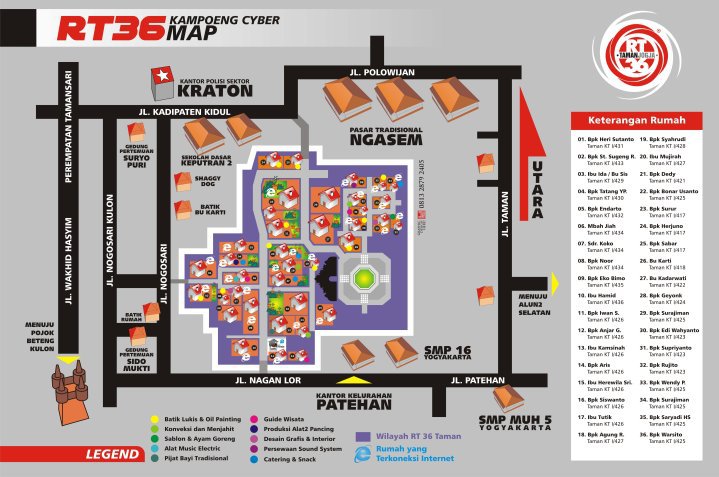 RT36
KAMPOENG CYBER
MAP
RT
TAMAN JOGJA
36
KANTOR POLISI SEKTOR
KRATON
JL. POLOWIJAN
JL. KADIPATEN KIDUL
PEREMPATAN TAMANSARI
PASAR TRADISIONAL
NGASEM
GEDUNG
PERTEMUAN
SURYO
PURI
SEKOLAH DASAR
KEPUTRAN 2
SHAGGY
DOG
BATIK
BU KARTI
0813 2879 2405
UTARA
JL. TAMAN
JL. WAKHID HASYIM
JL. NOGOSARI KULON
JL. NOGOSARI
BATIK
RUMAH
GEDUNG
PERTEMUAN
SIDO
MUKTI
MENUJU
POJOK
BETENG
KULON
MENUJU
ALUN2
SELATAN
SMP 16
YOGYAKARTA
JL. NAGAN LOR
JL. PATEHAN
KANTOR KELURAHAN
PATEHAN
SMP MUH 5
YOGYAKARTA
LEGEND
Batik Lukis & Oil Painting
Konveksi dan Menjahit
Sablon & Ayam Goreng
Alat Music Electric
Pijat Bayi Tradisional
Guide Wisata
Produksi Alat2 Pancing
Desain Grafis & Interior
Persewaan Sound System
Catering & Snack
Wilayah RT 36 Taman
Rumah yang
Terkoneksi Internet
Keterangan Rumah
01. Bpk Heri Sutanto
Taman KT I/431
02. Bpk St. Sugeng R.
Taman KT I/433
03. Ibu Ida / Bu Sis
Taman KT I/429
04. Bpk Tatang YP.
Taman KT I/430
05. Bpk Endarto
Taman KT I/432
06. Mbah Jiah
Taman KT I/434
07. Sdr. Koko
Taman KT I/434
08. Bpk Noor
Taman KT I/434
09. Bpk Eko Bimo
Taman KT I/435
10. Ibu Hamid
Taman KT I/436
11. Bpk Iwan S.
Taman KT I/426
12. Bpk Anjar G.
Taman KT I/426
13. Ibu Kamsinah
Taman KT I/426
14. Bpk Aris
Taman KT I/426
15. Ibu Herewila Sri.
Taman KT I/426
16. Bpk Siswanto
Taman KT I/426
17. Ibu Tutik
Taman KT I/426
18. Bpk Agung R.
Taman KT I/427
19. Bpk Syahrudi
Taman KT I/428
20. Ibu Mujirah
Taman KT I/427
21. Bpk Dedy
Taman KT I/421
22. Bpk Bonar Usanto
Taman KT I/425
23. Bpk Surur
Taman KT I/417
24. Bpk Herjuno
Taman KT I/417
25. Bpk Sabar
Taman KT I/417
26. Bu Karti
Taman KT I/418
27. Bu Kadarwati
Taman KT I/422
28. Bpk Geyonk
Taman KT I/424
29. Bpk Surajiman
Taman KT I/425
30. Bpk Edi Wahyanto
Taman KT I/423
31. Bpk Supriyanto
Taman KT I/423
32. Bpk Rujito
Taman KT I/423
33. Bpk Wendy P.
Taman KT I/425
34. Bpk Surajiman
Taman KT I/425
35. Bpk Saryadi HS
Taman KT I/425
36. Bpk Warsito
Taman KT I/425